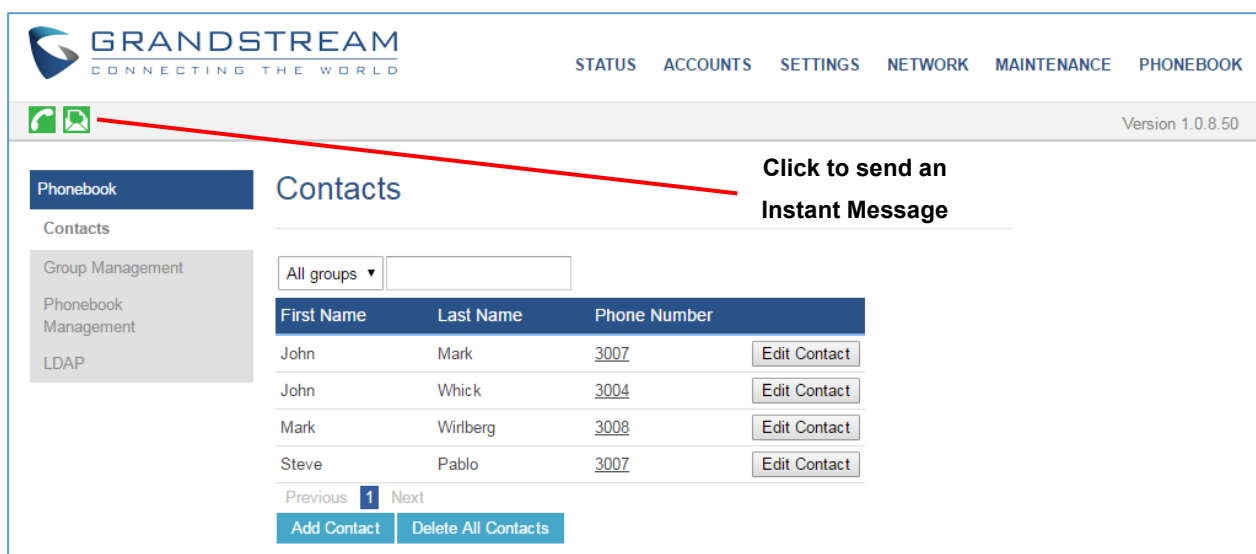 GRANDSTREAM
CONNECTING THE WORLD
STATUS ACCOUNTS SETTINGS NETWORK MAINTENANCE PHONEBOOK
Version 1.0.8.50
Click to send an
Instant Message
Phonebook
Contacts
Group Management
Phonebook
Management
LDAP
Contacts
All groups ▼
First Name Last Name Phone Number
John Mark 3007 Edit Contact
John Whick 3004 Edit Contact
Mark Wirlberg 3008 Edit Contact
Steve Pablo 3007 Edit Contact
Previous 1 Next
Add Contact Delete All Contacts